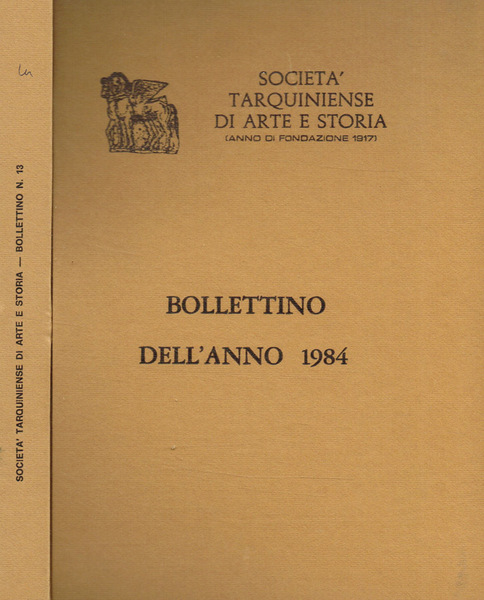 SOCIETA' TARQUINIENSE DI ARTE E STORIA — BOLLETTINO N. 13
SOCIETA'
TARQUINIENSE
DI ARTE E STORIA
(ANNO DI FONDAZIONE 1917)
BOLLETTINO
DELL'ANNO 1984